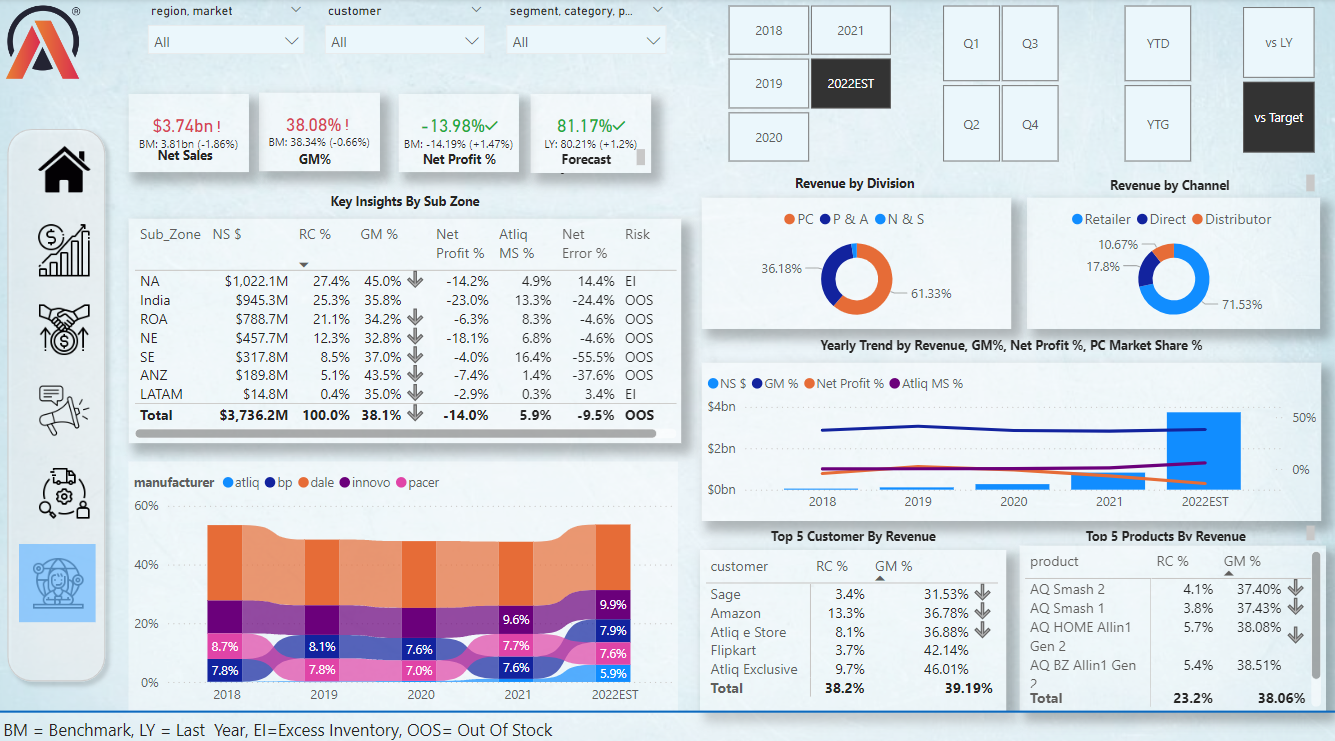 ®
region, market customer segment, category, p...
All All All
2018 2021
2019 2022EST
2020
Q1 Q3
Q2 Q4
YTD
YTG
vs LY
vs Target
$3.74bn !
BM: 3.81bn (-1.86%)
Net Sales
38.08% !
BM: 38.34% (-0.66%)
GM%
-13.98%✓
BM: -14.19% (+1.47%)
Net Profit %
81.17%✓
LY: 80.21% (+1.2%)
Forecast
Key Insights By Sub Zone
Sub_Zone NS $ RC % GM % Net Profit % Atliq MS % Net Error % Risk
NA $1,022.1M 27.4% 45.0% -14.2% 4.9% 14.4% EI
India $945.3M 25.3% 35.8% -23.0% 13.3% -24.4% OOS
ROA $788.7M 21.1% 34.2% -6.3% 8.3% -4.6% OOS
NE $457.7M 12.3% 32.8% -18.1% 6.8% -4.6% OOS
SE $317.8M 8.5% 37.0% -4.0% 16.4% -55.5% OOS
ANZ $189.8M 5.1% 43.5% -7.4% 1.4% -37.6% OOS
LATAM $14.8M 0.4% 35.0% -2.9% 0.3% 3.4% EI
Total $3,736.2M 100.0% 38.1% -14.0% 5.9% -9.5% OOS
Revenue by Division
PC P & A N & S
36.18%
61.33%
Revenue by Channel
Retailer Direct Distributor
10.67%
17.8%
71.53%
Yearly Trend by Revenue, GM%, Net Profit %, PC Market Share %
NS $ GM % Net Profit % Atliq MS %
$4bn
50%
$2bn
0%
$0bn
2018 2019 2020 2021 2022EST
manufacturer atliq bp dale innovo pacer
60%
40%
20%
0%
8.7%
7.8%
8.1%
7.8%
7.6%
7.0%
9.6%
7.7%
7.6%
9.9%
7.9%
7.6%
5.9%
2018 2019 2020 2021 2022EST
Top 5 Customer By Revenue
customer RC % GM %
Sage 3.4% 31.53%
Amazon 13.3% 36.78%
Atliq e Store 8.1% 36.88%
Flipkart 3.7% 42.14%
Atliq Exclusive 9.7% 46.01%
Total 38.2% 39.19%
Top 5 Products By Revenue
product RC % GM %
AQ Smash 2 4.1% 37.40%
AQ Smash 1 3.8% 37.43%
AQ HOME Allin1 5.7% 38.08%
Gen 2
AQ BZ Allin1 Gen 5.4% 38.51%
2
Total 23.2% 38.06%
BM = Benchmark, LY = Last Year, EI=Excess Inventory, OOS= Out Of Stock